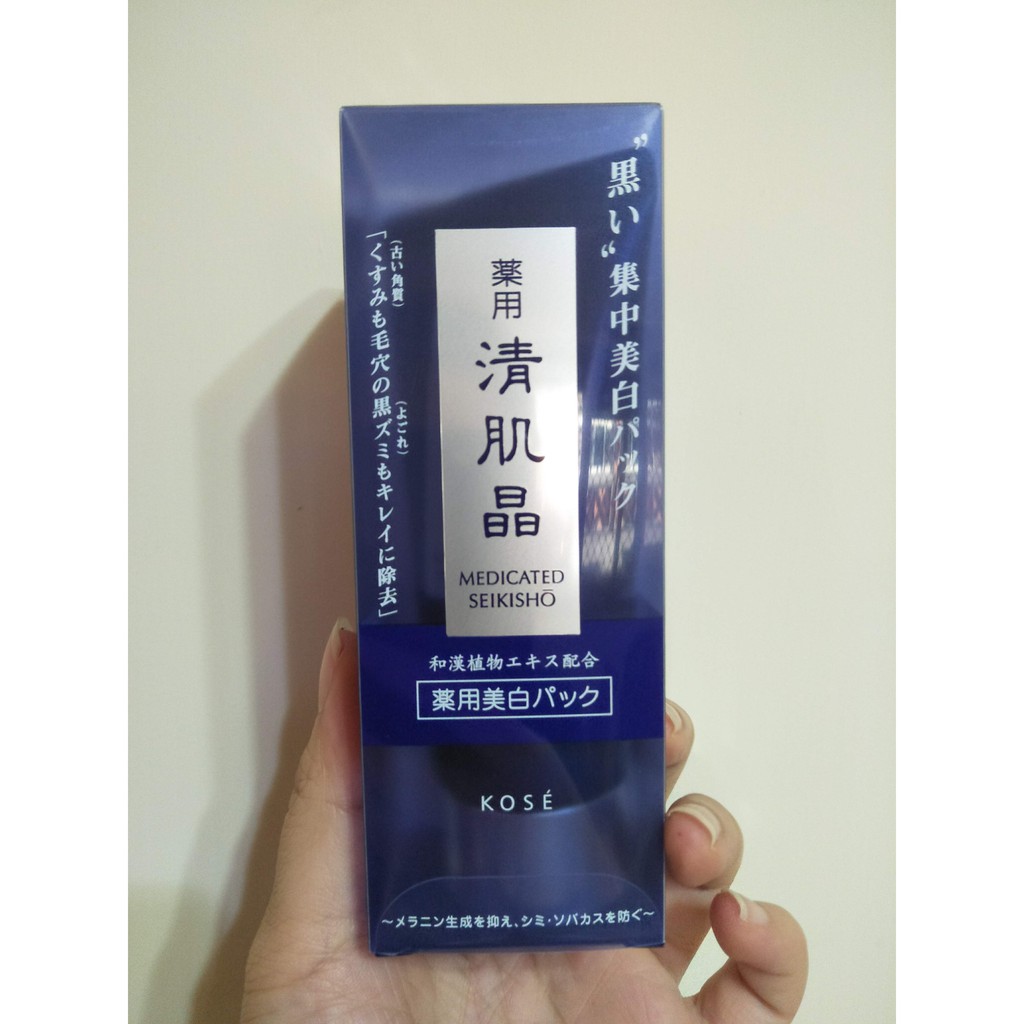 ”黒い“集中美白パック
薬用
清肌晶
MEDICATED
SEIKISHŌ
(古い角質)
(よごれ)
「くすみも毛穴の黒ズミもキレイに除去」
和漢植物エキス配合
薬用美白パック
KOSÉ
～メラニン生成を抑え、シミ・ソバカスを防ぐ～